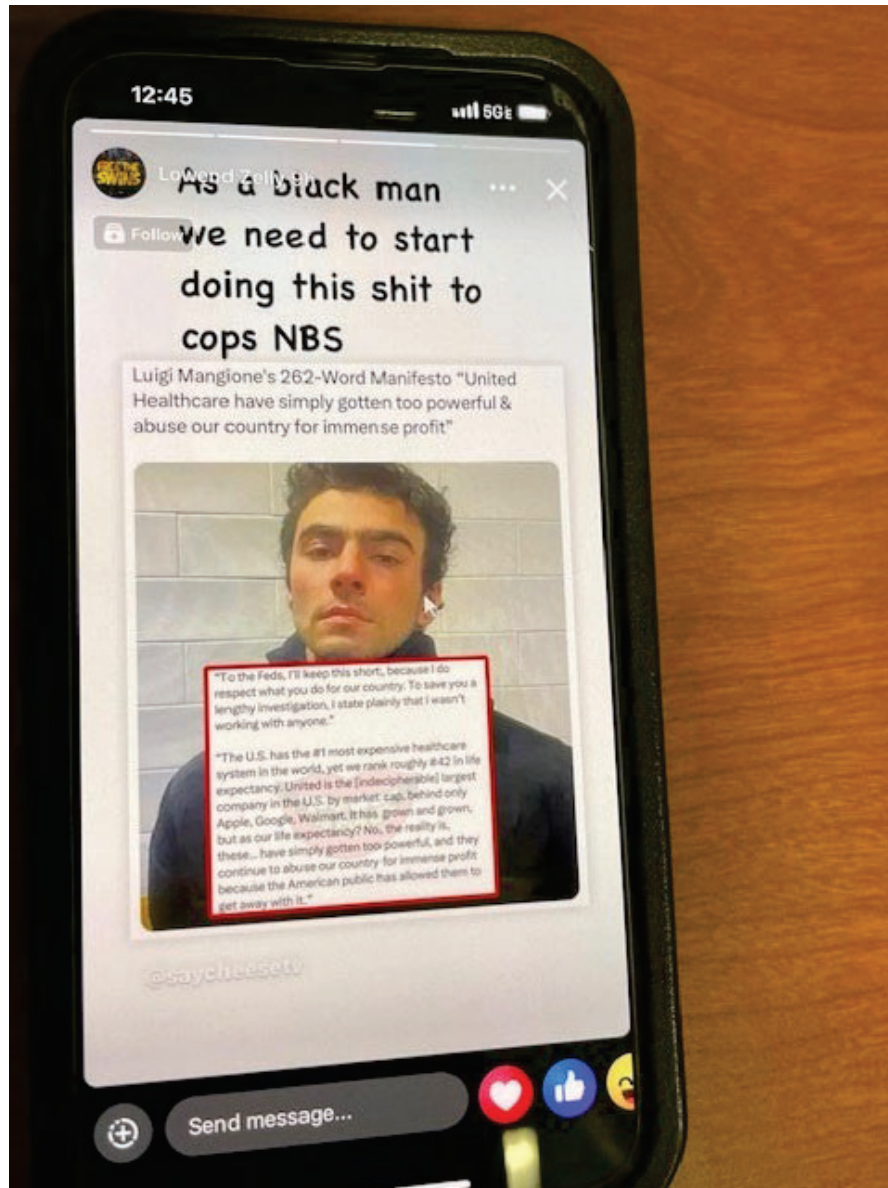 12:45
5GE
Lowend Zelly 9h
As a black man
Follow
we need to start
doing this shit to
cops NBS
Luigi Mangione's 262-Word Manifesto "United
Healthcare have simply gotten too powerful &
abuse our country for immense profit"
"To the Feds, I'll keep this short, because I do
respect what you do for our country. To save you a
lengthy investigation, I state plainly that I wasn't
working with anyone."
"The U.S. has the #1 most expensive healthcare
system in the world, yet we rank roughly #42 in life
expectancy. United is the [indecipherable] largest
company in the U.S. by market cap, behind only
Apple, Google, Walmart. It has grown and grown,
but as our life expectancy? No, the reality is,
these... have simply gotten too powerful, and they
continue to abuse our country for immense profit
because the American public has allowed them to
get away with it."
@saycheesetv
Send message...